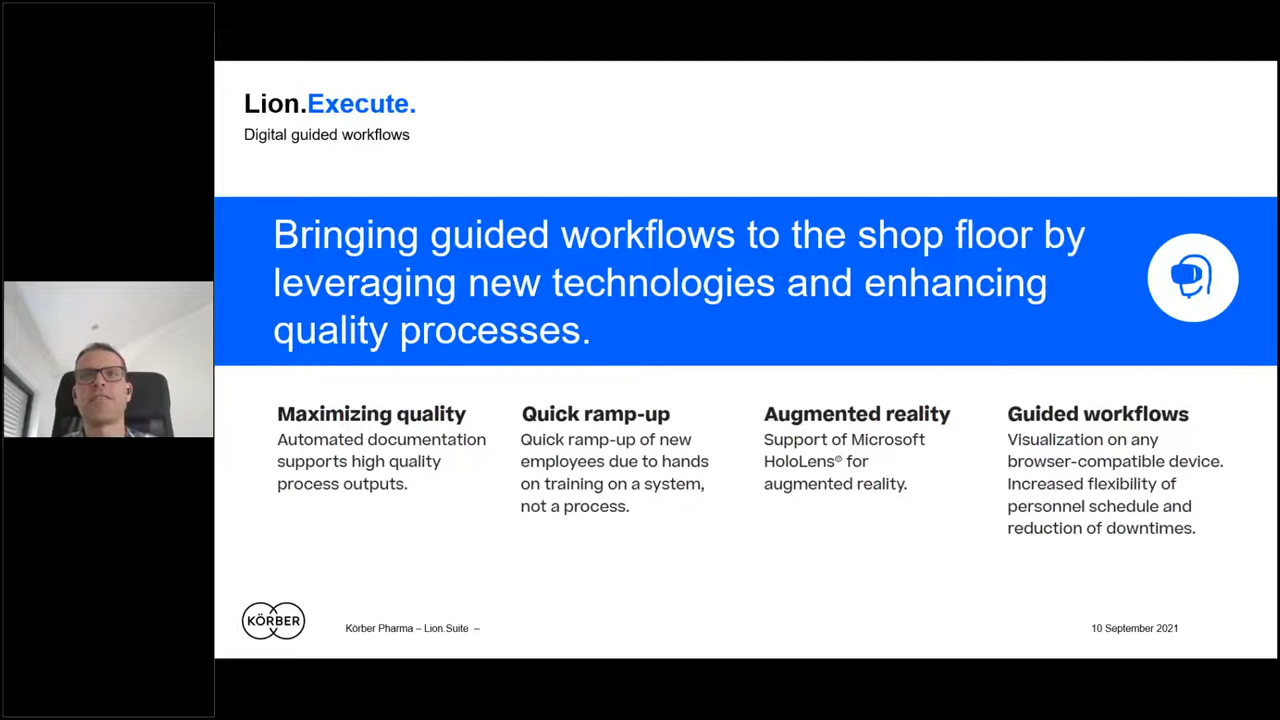 Lion.Execute.
Digital guided workflows
Bringing guided workflows to the shop floor by
leveraging new technologies and enhancing
quality processes.
Maximizing quality
Automated documentation
supports high quality
process outputs.
Quick ramp-up
Quick ramp-up of new
employees due to hands
on training on a system,
not a process.
Augmented reality
Support of Microsoft
HoloLens® for
augmented reality.
Guided workflows
Visualization on any
browser-compatible device.
Increased flexibility of
personnel schedule and
reduction of downtimes.
KÖRBER
Körber Pharma – Lion.Suite –
10 September 2021